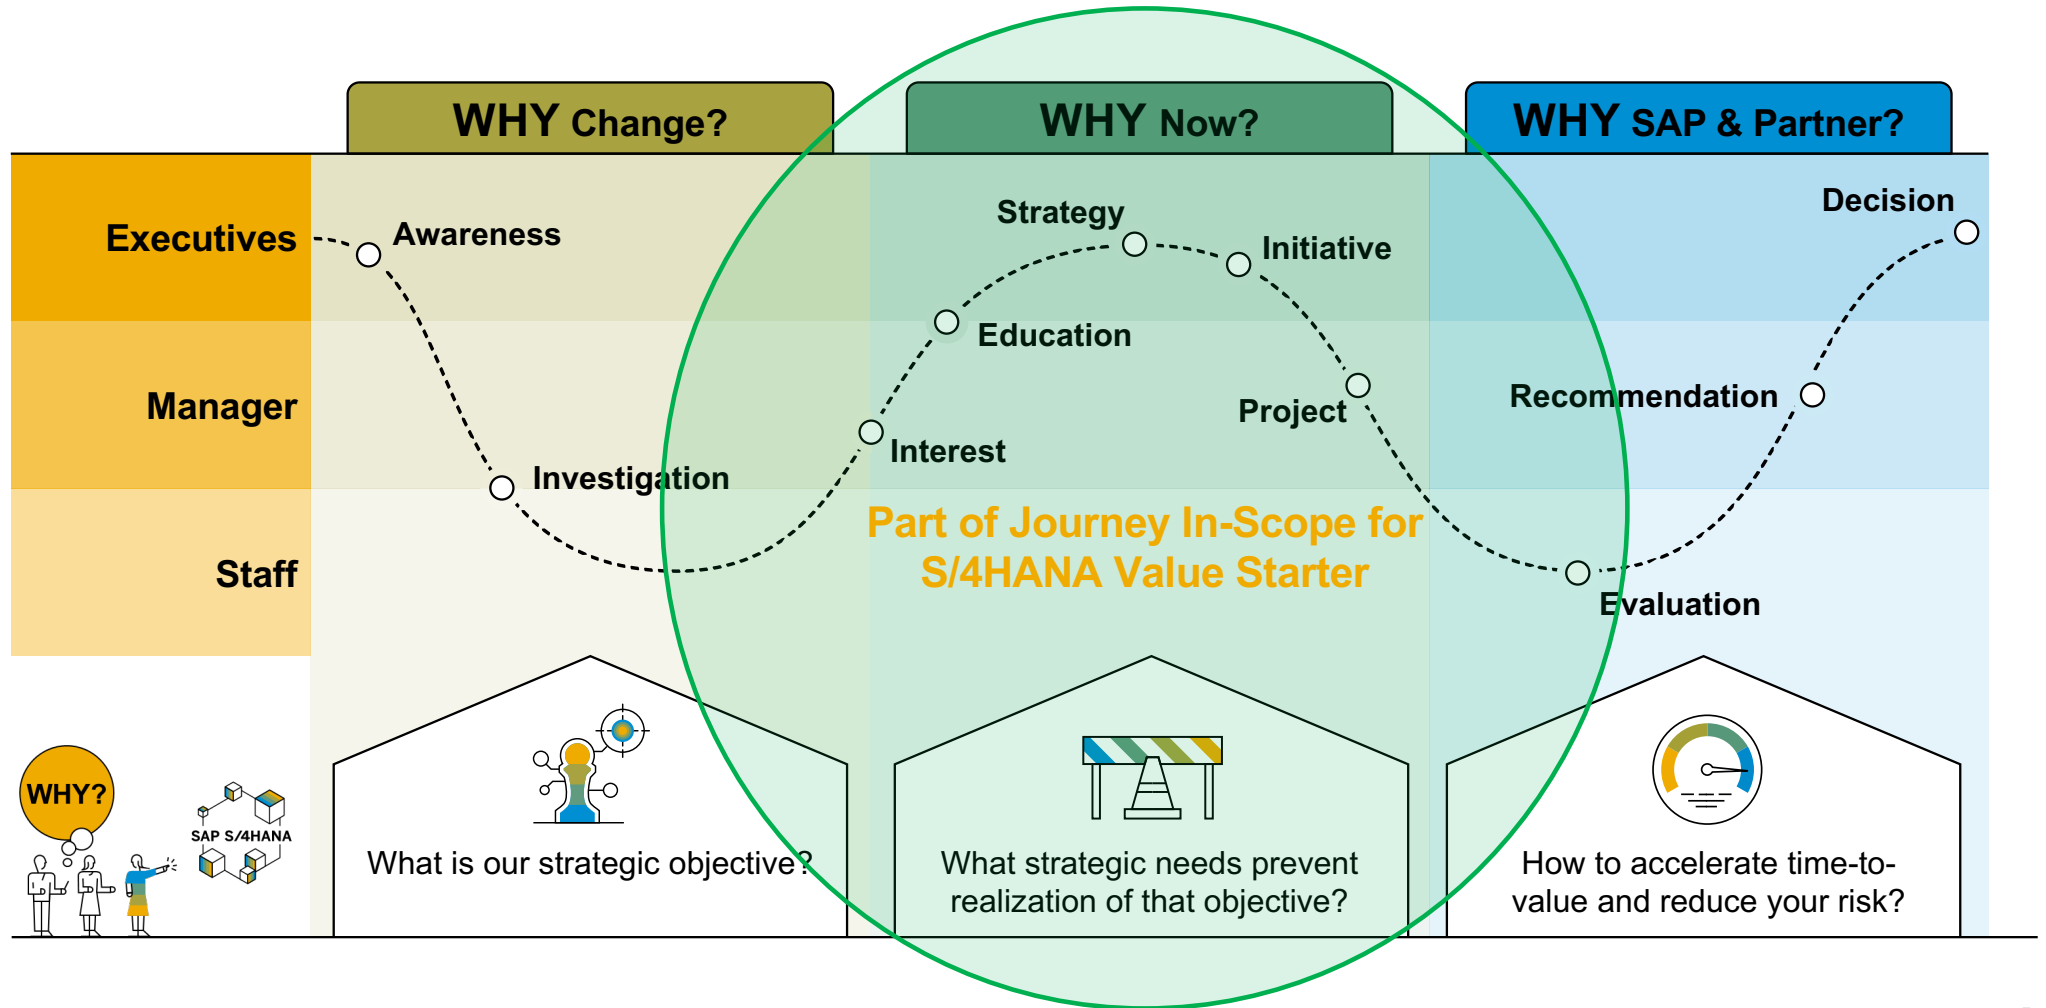 WHY Change?
WHY Now?
WHY SAP & Partner?
Executives
Manager
Staff
Awareness
Investigation
Interest
Education
Strategy
Initiative
Project
Evaluation
Recommendation
Decision
Part of Journey In-Scope for
S/4HANA Value Starter
WHY?
SAP S/4HANA
What is our strategic objective?
What strategic needs prevent
realization of that objective?
How to accelerate time-to-
value and reduce your risk?